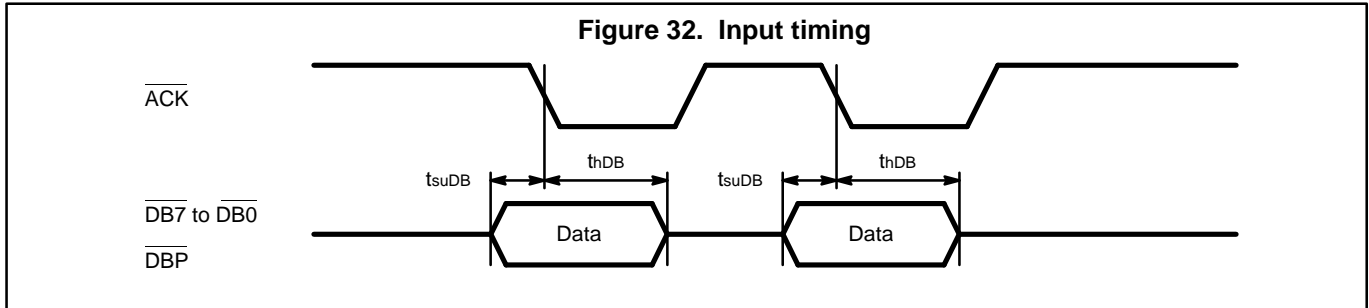 Figure 32. Input timing
ACK
tsuDB thDB tsuDB thDB
DB7 to DB0
Data Data
DBP